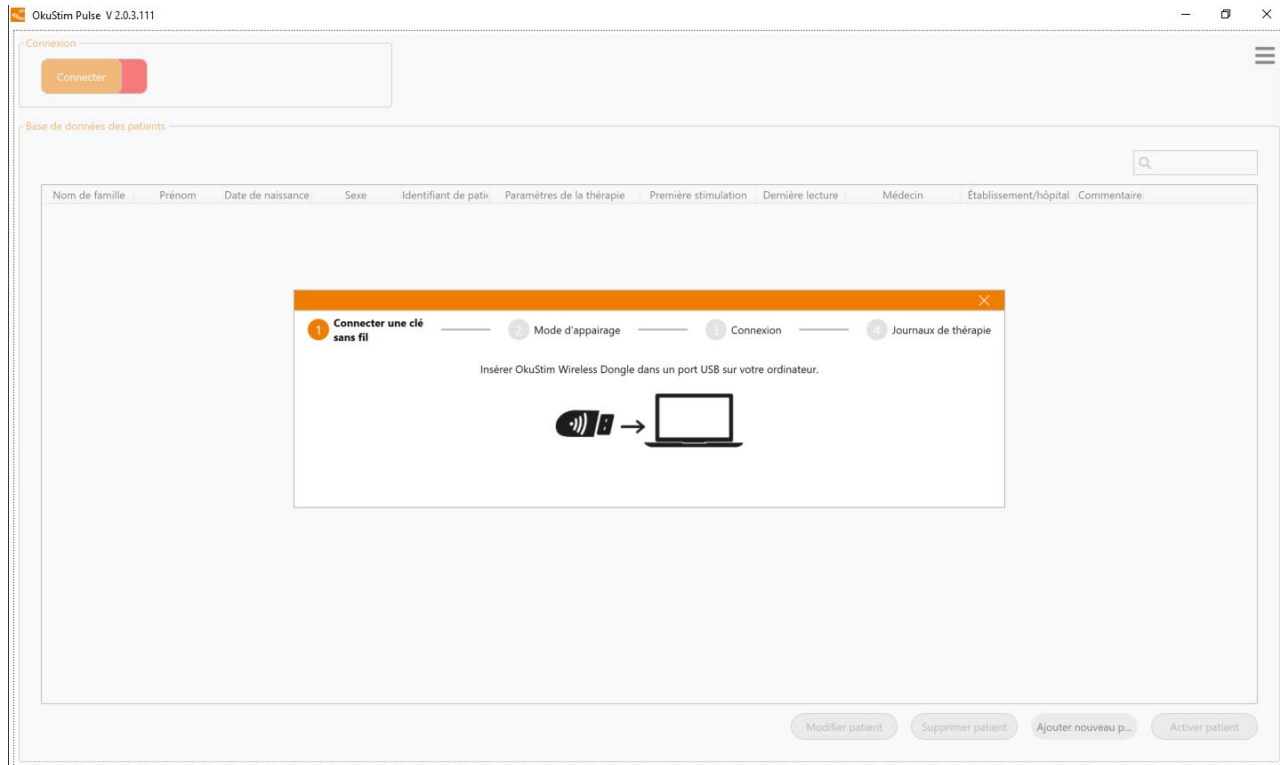 OkuStim Pulse V 2.0.3.111
Connexion
Connecter
Base de données des patients
Nom de famille Prénom Date de naissance Sexe Identifiant de patie Paramètres de la thérapie Première stimulation Dernière lecture Médecin Établissement/hôpital Commentaire
1 Connecter une clé
sans fil
2 Mode d'appairage
3 Connexion
4 Journaux de thérapie
Insérer OkuStim Wireless Dongle dans un port USB sur votre ordinateur.
Modifier patient Supprimer patient Ajouter nouveau p... Activer patient